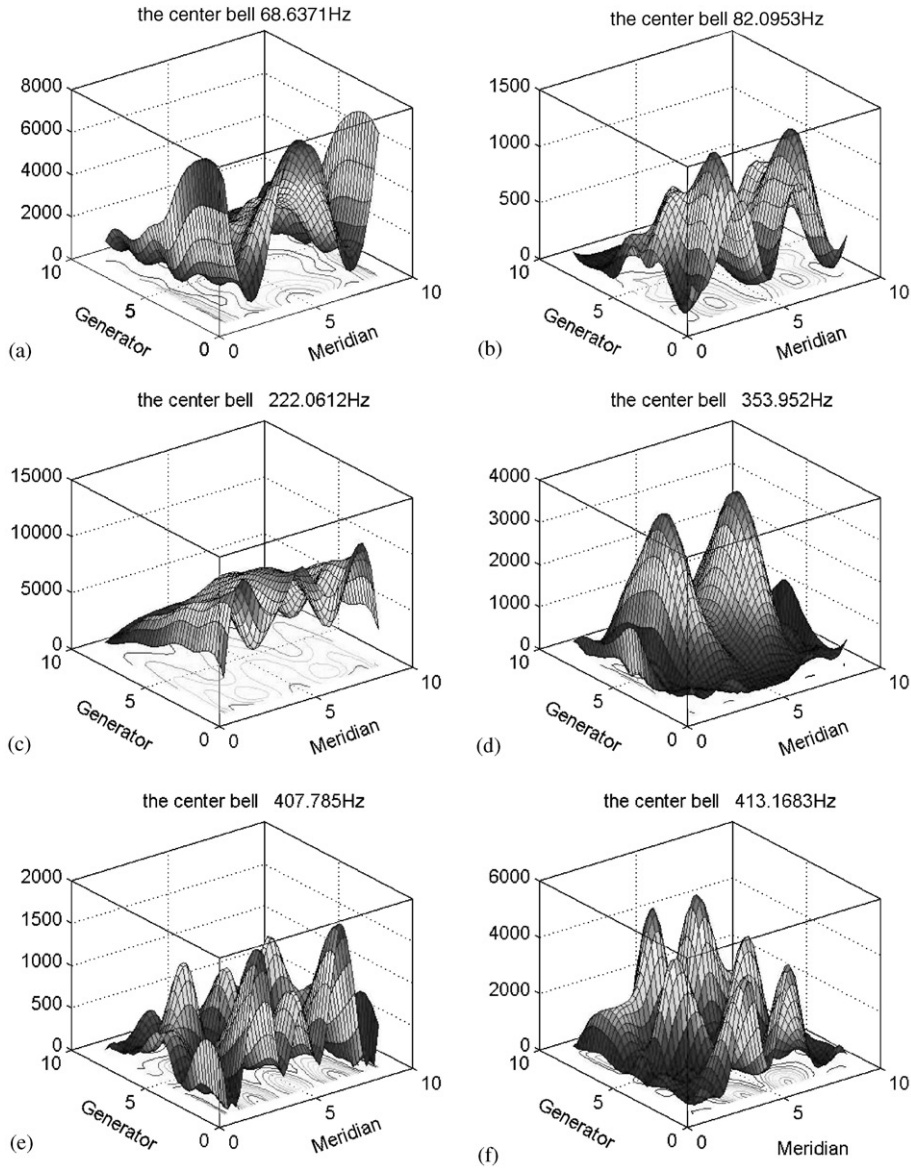 the center bell 68.6371Hz
8000
6000
4000
2000
0
10
5
0
Generator
0
5
10
Meridian
(a)
the center bell 82.0953Hz
1500
1000
500
0
10
5
0
Generator
0
5
10
Meridian
(b)
the center bell 222.0612Hz
15000
10000
5000
0
10
5
0
Generator
0
5
10
Meridian
(c)
the center bell 353.952Hz
4000
3000
2000
1000
0
10
5
0
Generator
0
5
10
Meridian
(d)
the center bell 407.785Hz
2000
1500
1000
500
0
10
5
0
Generator
0
5
10
Meridian
(e)
the center bell 413.1683Hz
6000
4000
2000
0
10
5
0
Generator
0
5
10
Meridian
(f)